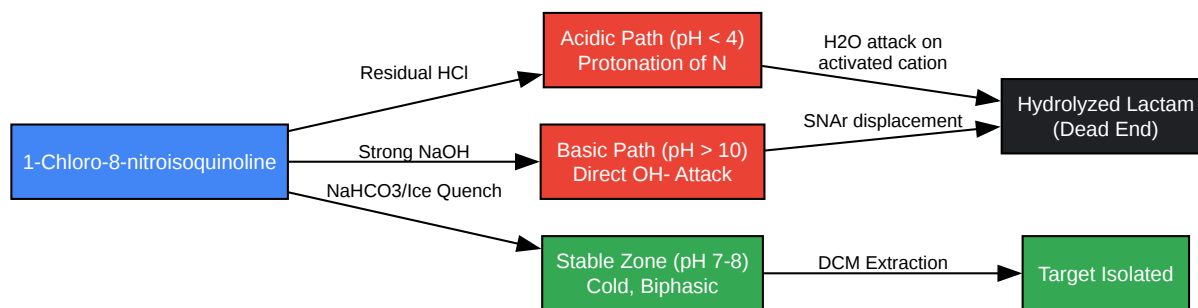 Acidic Path (pH < 4)
Protonation of N
H2O attack on
activated cation
Residual HCl
Hydrolyzed Lactam
(Dead End)
SNAr displacement
1-Chloro-8-nitroisoquinoline
Strong NaOH
Basic Path (pH > 10)
Direct OH- Attack
NaHCO3/Ice Quench
Stable Zone (pH 7-8)
Cold, Biphasic
DCM Extraction
Target Isolated